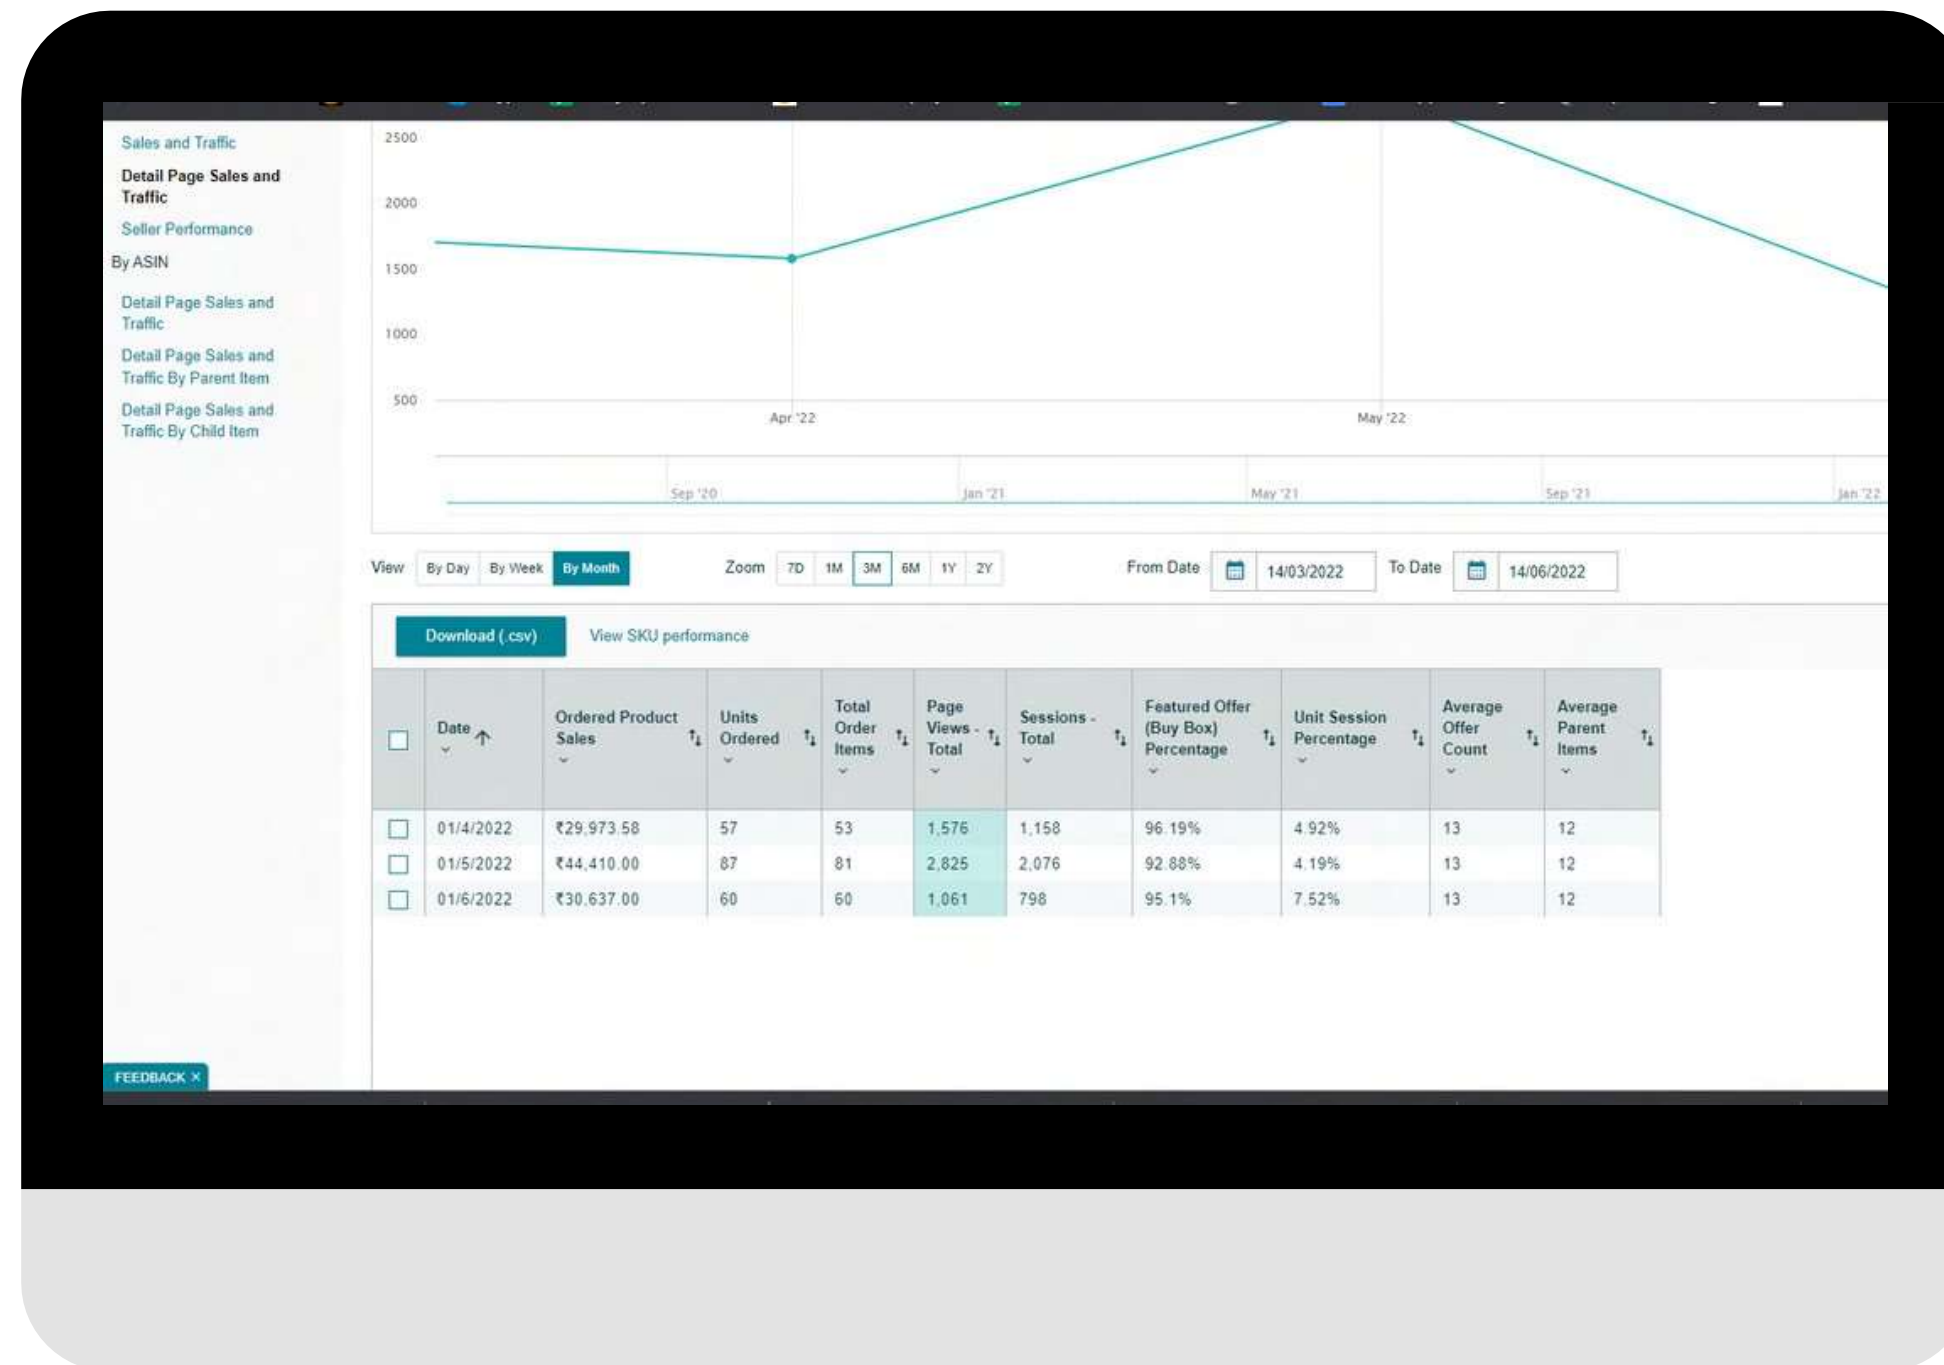 Sales and Traffic
Detail Page Sales and
Traffic
Seller Performance
By ASIN
Detail Page Sales and
Traffic
Detail Page Sales and
Traffic By Parent Item
Detail Page Sales and
Traffic By Child Item
2500
2000
1500
1000
500
Apr '22
May '22
Sep '20
Jan '21
May '21
Sep '21
Jan '22
View By Day By Week By Month Zoom 7D 1M 3M 6M 1Y 2Y From Date 14/03/2022 To Date 14/06/2022
Download (.csv) View SKU performance
Date
Ordered Product
Sales
Units
Ordered
Total
Order
Items
Page
Views -
Total
Sessions -
Total
Featured Offer
(Buy Box)
Percentage
Unit Session
Percentage
Average
Offer
Count
Average
Parent
Items
01/4/2022 ₹29,973.58 57 53 1,576 1,158 96.19% 4.92% 13 12
01/5/2022 ₹44,410.00 87 81 2,825 2,076 92.88% 4.19% 13 12
01/6/2022 ₹30,637.00 60 60 1,061 798 95.1% 7.52% 13 12
FEEDBACK ×